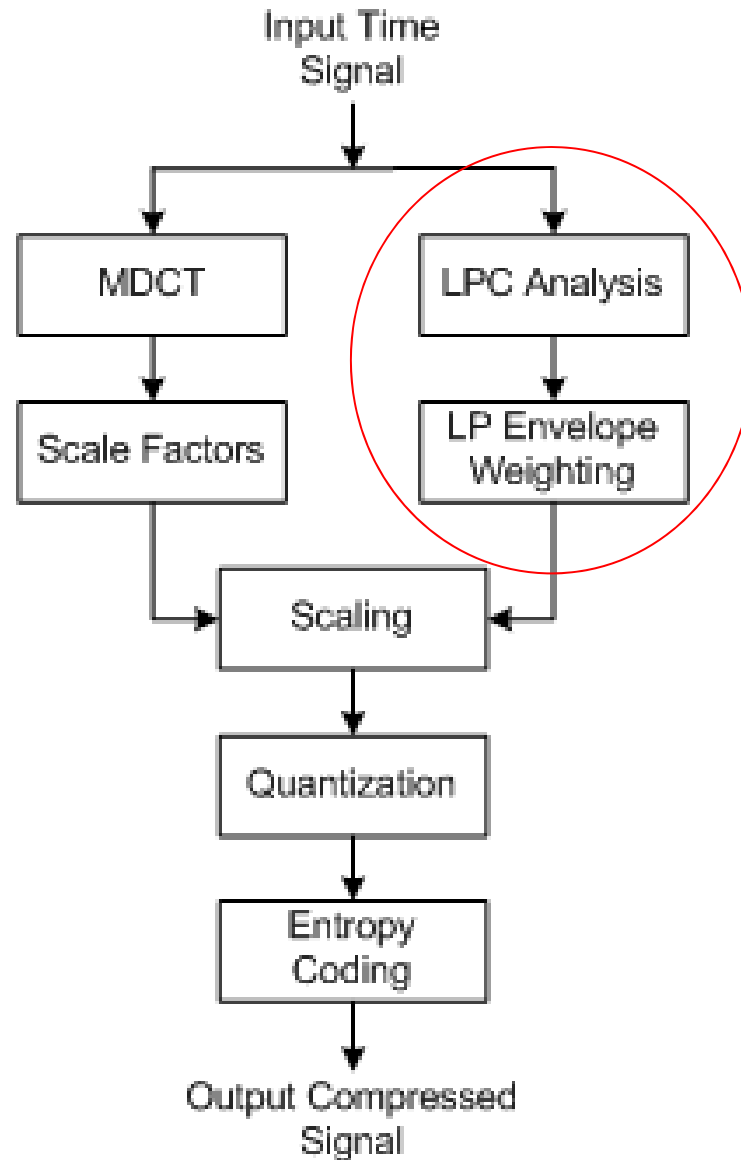 Input Time
Signal
MDCT
LPC Analysis
Scale Factors
LP Envelope
Weighting
Scaling
Quantization
Entropy
Coding
Output Compressed
Signal